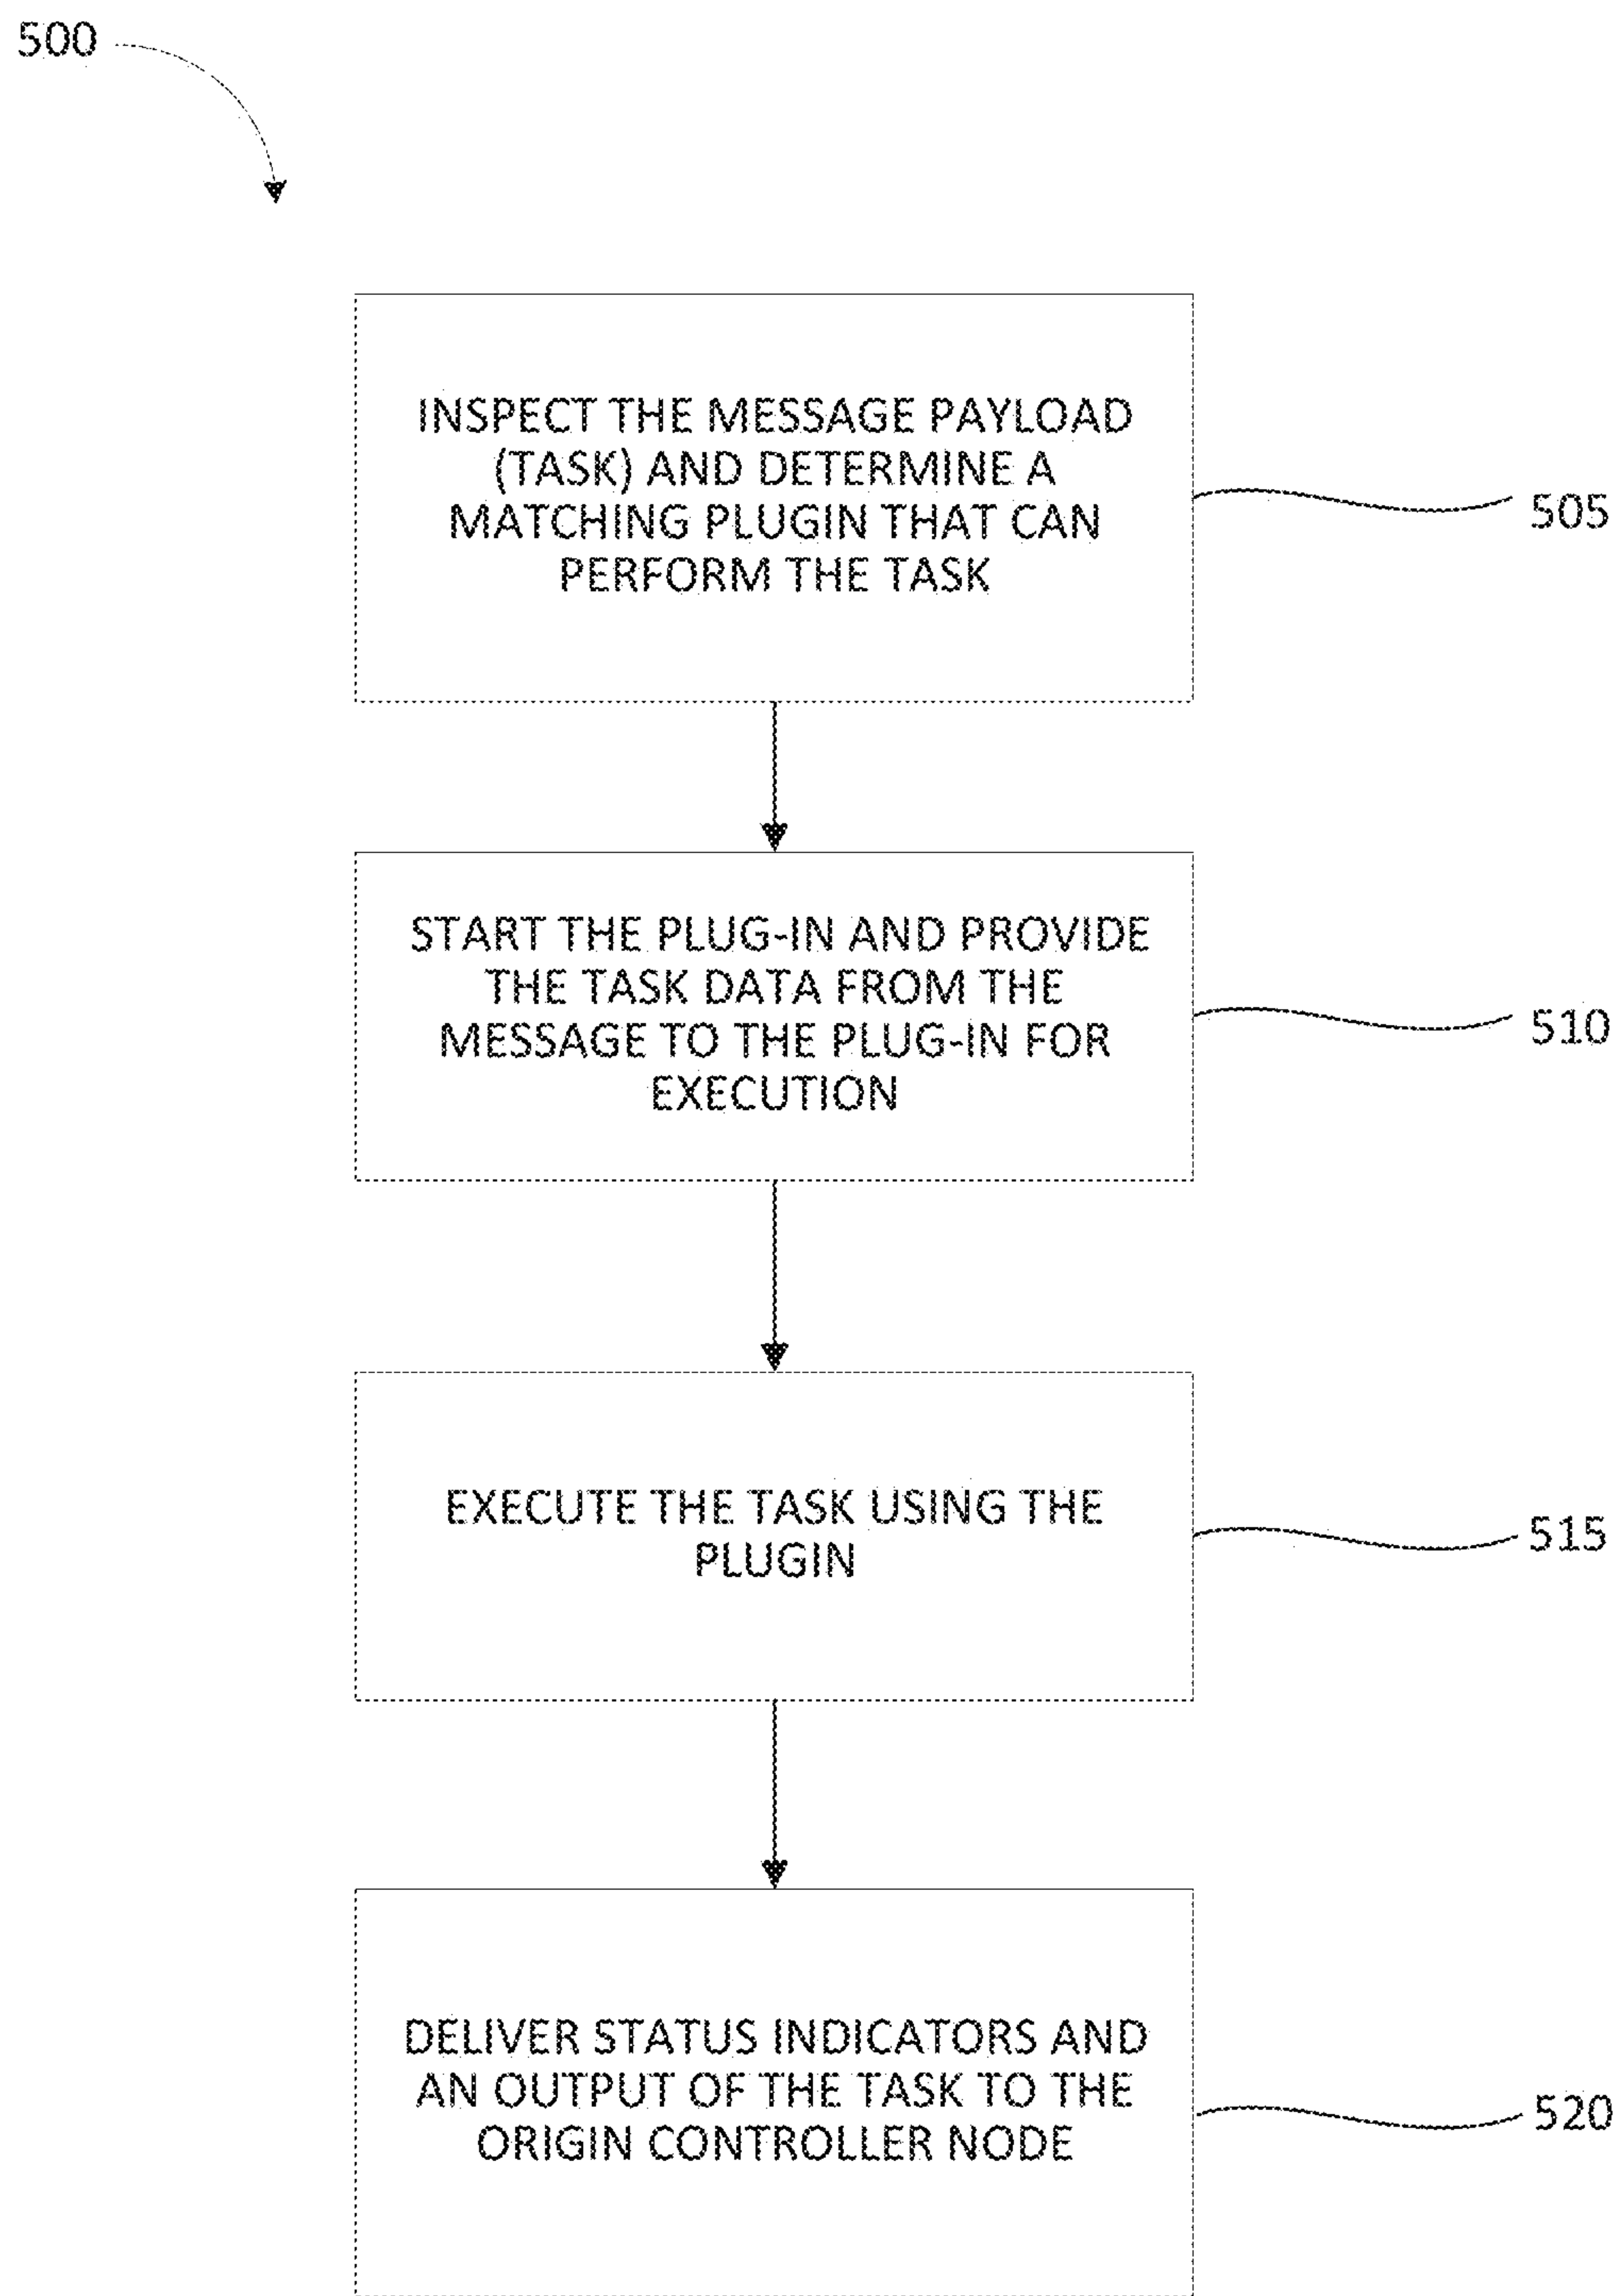 500
INSPECT THE MESSAGE PAYLOAD
(TASK) AND DETERMINE A
MATCHING PLUGIN THAT CAN
PERFORM THE TASK
505
START THE PLUG-IN AND PROVIDE
THE TASK DATA FROM THE
MESSAGE TO THE PLUG-IN FOR
EXECUTION
510
EXECUTE THE TASK USING THE
PLUGIN
515
DELIVER STATUS INDICATORS AND
AN OUTPUT OF THE TASK TO THE
ORIGIN CONTROLLER NODE
520